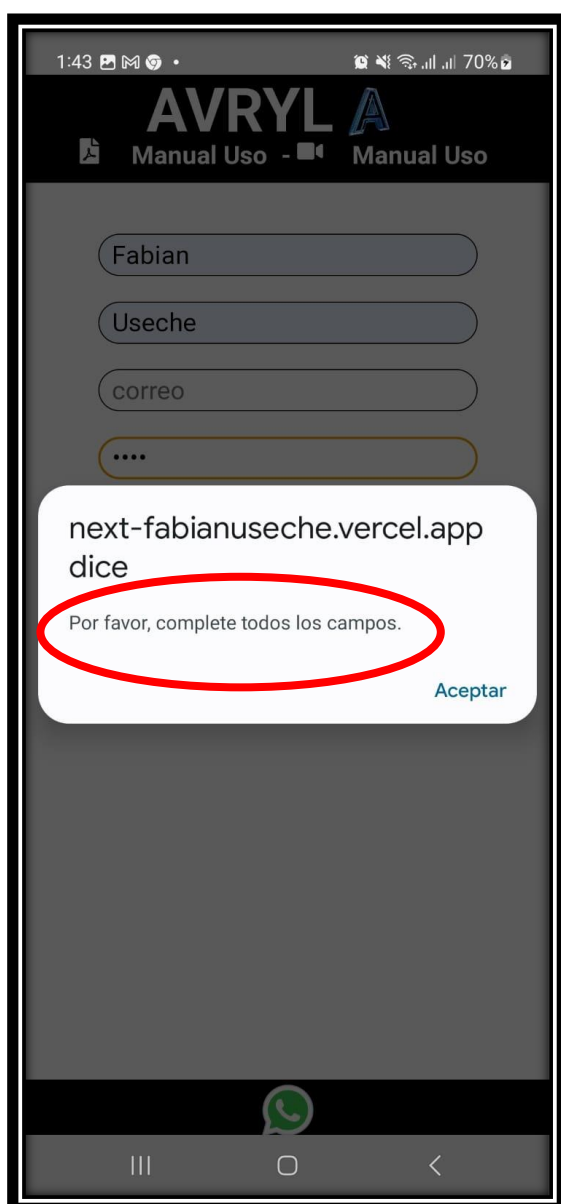 1:43 70%
AVRYL A
Manual Uso - Manual Uso
Fabian
Useche
correo
••••
next-fabianuseche.vercel.app
dice
Por favor, complete todos los campos.
Aceptar